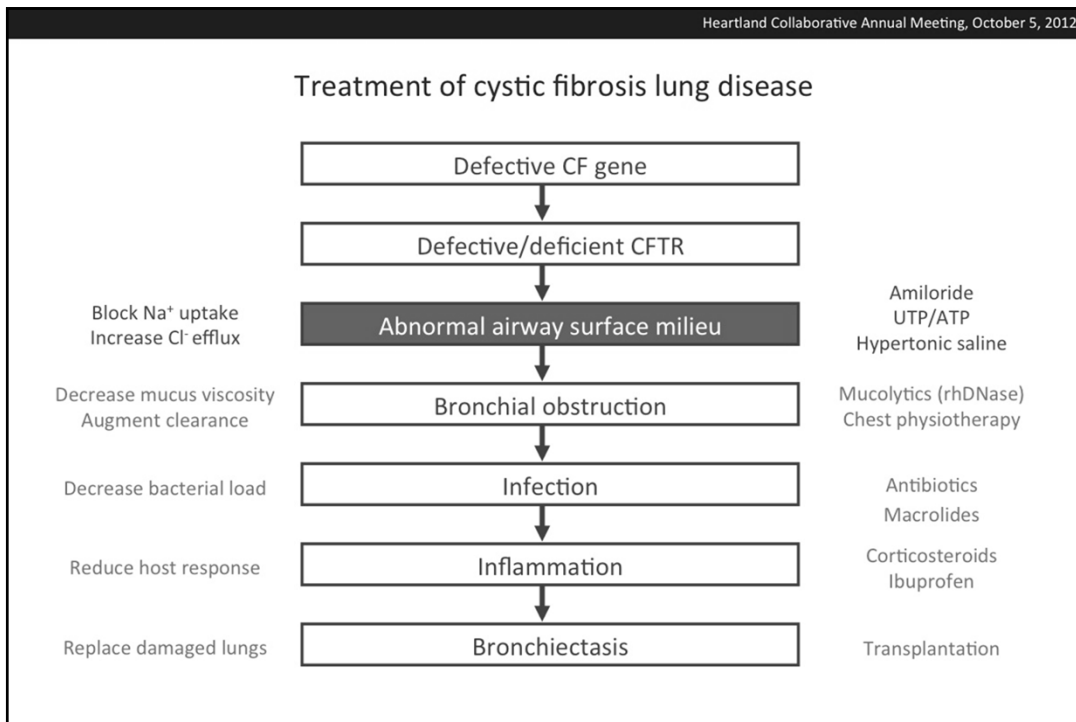 Heartland Collaborative Annual Meeting, October 5, 2012
Treatment of cystic fibrosis lung disease
Defective CF gene
Defective/deficient CFTR
Block Na⁺ uptake
Increase Cl⁻ efflux
Abnormal airway surface milieu
Amiloride
UTP/ATP
Hypertonic saline
Decrease mucus viscosity
Augment clearance
Bronchial obstruction
Mucolytics (rhDNase)
Chest physiotherapy
Decrease bacterial load
Infection
Antibiotics
Macrolides
Reduce host response
Inflammation
Corticosteroids
Ibuprofen
Replace damaged lungs
Bronchiectasis
Transplantation